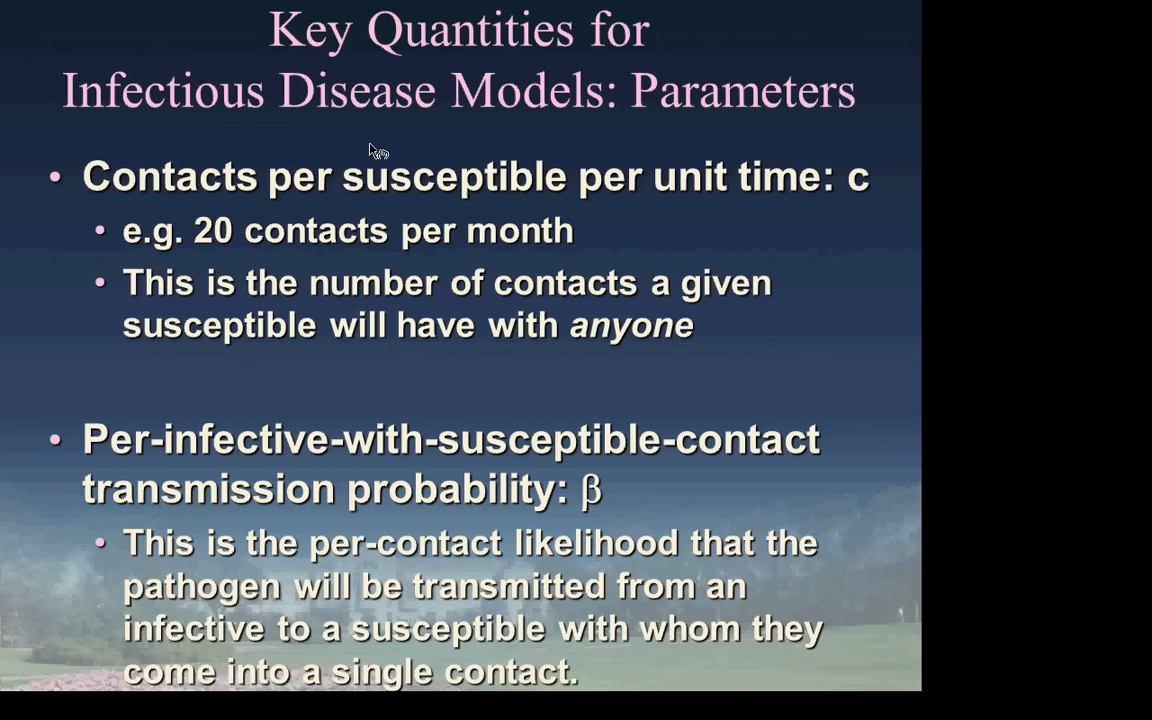 Key Quantities for
Infectious Disease Models: Parameters
• Contacts per susceptible per unit time: c
• e.g. 20 contacts per month
• This is the number of contacts a given
susceptible will have with anyone
• Per-infective-with-susceptible-contact
transmission probability: β
• This is the per-contact likelihood that the
pathogen will be transmitted from an
infective to a susceptible with whom they
come into a single contact.